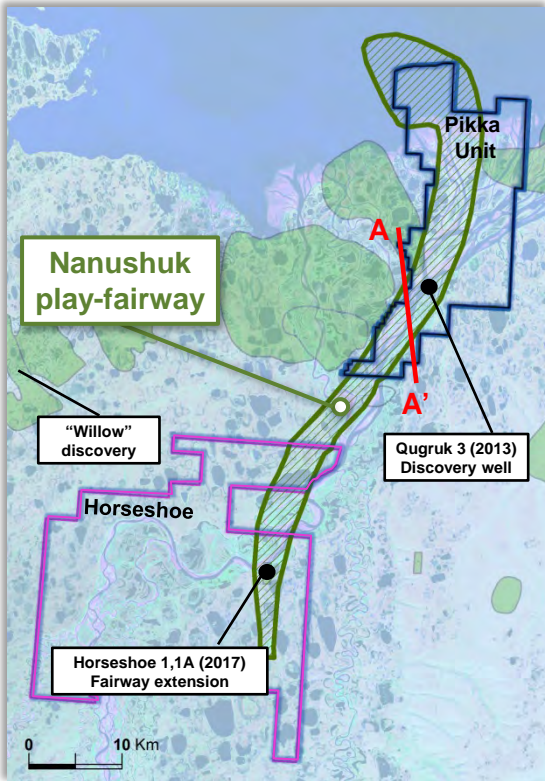 Pikka
Unit
A
Nanushuk
play-fairway
A’
“Willow”
discovery
Qugruk 3 (2013)
Discovery well
Horseshoe
Horseshoe 1,1A (2017)
Fairway extension
0 10 Km